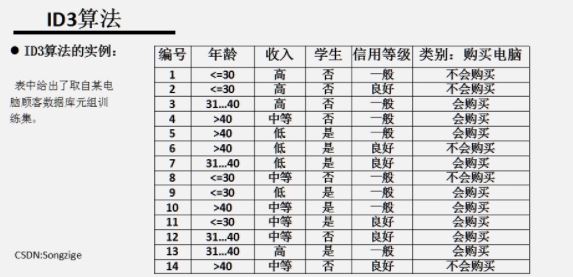 ID3算法
● ID3算法的实例：
表中给出了取自某电
脑顾客数据库元组训
练集。
编号 年龄 收入 学生 信用等级 类别：购买电脑
1 <=30 高 否 一般 不会购买
2 <=30 高 否 良好 不会购买
3 31…40 高 否 一般 会购买
4 >40 中等 否 一般 会购买
5 >40 低 是 一般 会购买
6 >40 低 是 良好 不会购买
7 31…40 低 是 良好 会购买
8 <=30 中等 否 一般 不会购买
9 <=30 低 是 一般 会购买
10 >40 中等 是 一般 会购买
11 <=30 中等 是 良好 会购买
12 31…40 中等 否 良好 会购买
13 31…40 高 是 一般 会购买
14 >40 中等 否 良好 不会购买
CSDN:Songzige